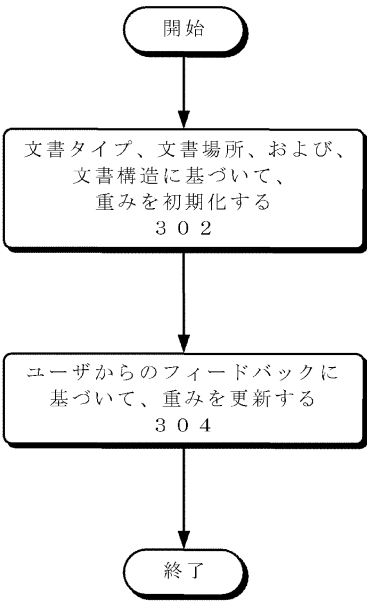 開始
文書タイプ、文書場所、および、
文書構造に基づいて、
重みを初期化する
３０２
ユーザからのフィードバックに
基づいて、重みを更新する
３０４
終了